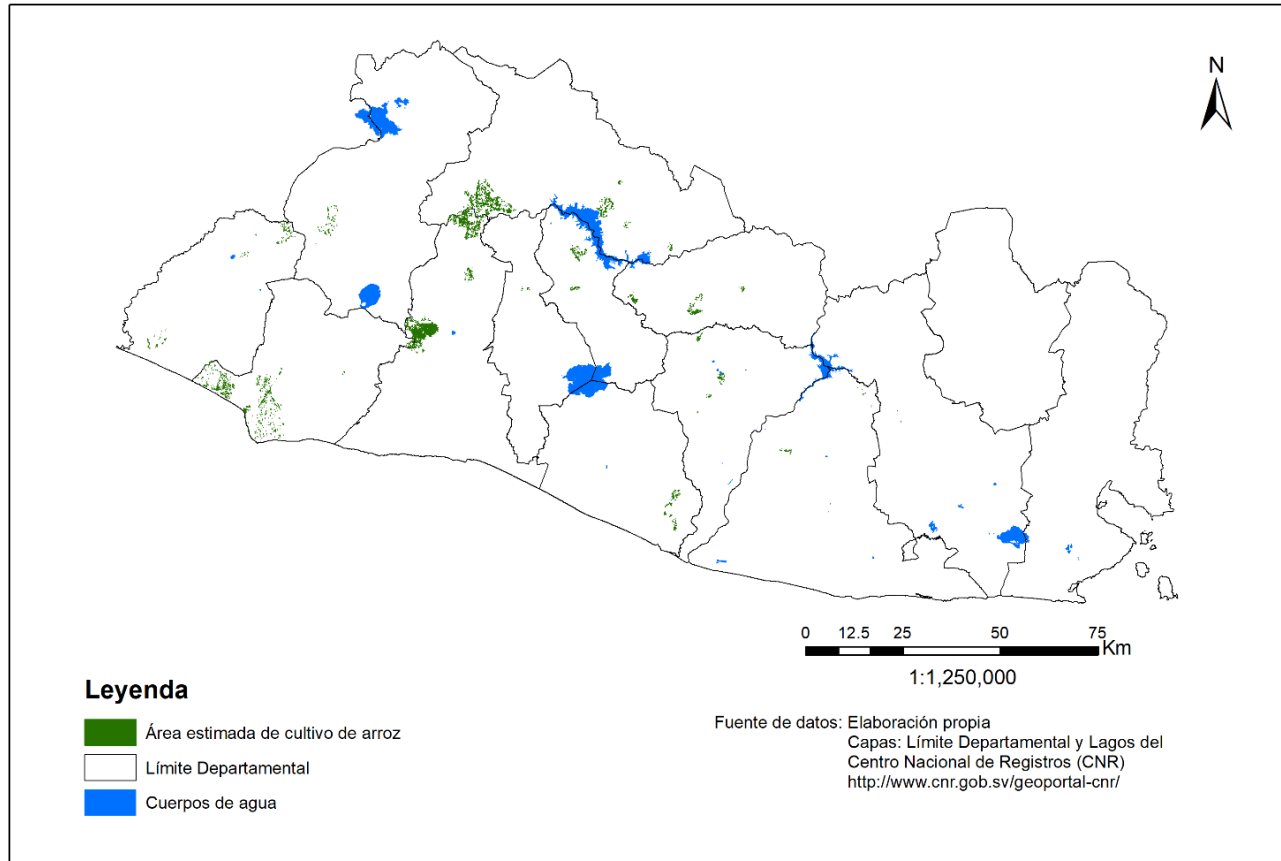 N
0 12.5 25 50 75
Km
1:1,250,000
Leyenda
Área estimada de cultivo de arroz
Límite Departamental
Cuerpos de agua
Fuente de datos: Elaboración propia
Capas: Límite Departamental y Lagos del
Centro Nacional de Registros (CNR)
http://www.cnr.gob.sv/geoportal-cnr/